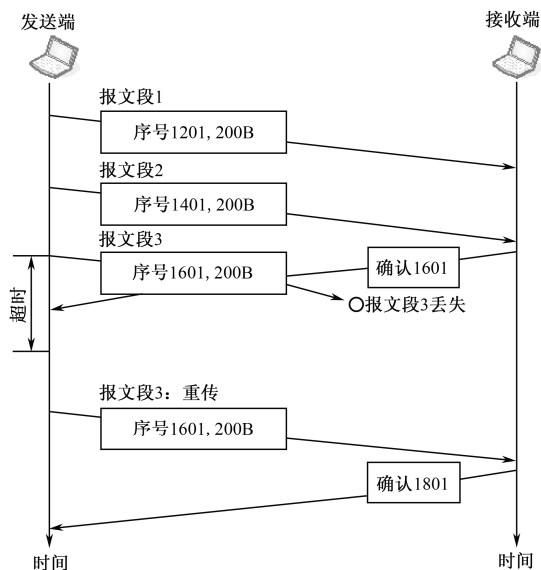 发送端
接收端
报文段1
序号1201, 200B
报文段2
序号1401, 200B
报文段3
序号1601, 200B
确认1601
报文段3丢失
超时
报文段3：重传
序号1601, 200B
确认1801
时间
时间